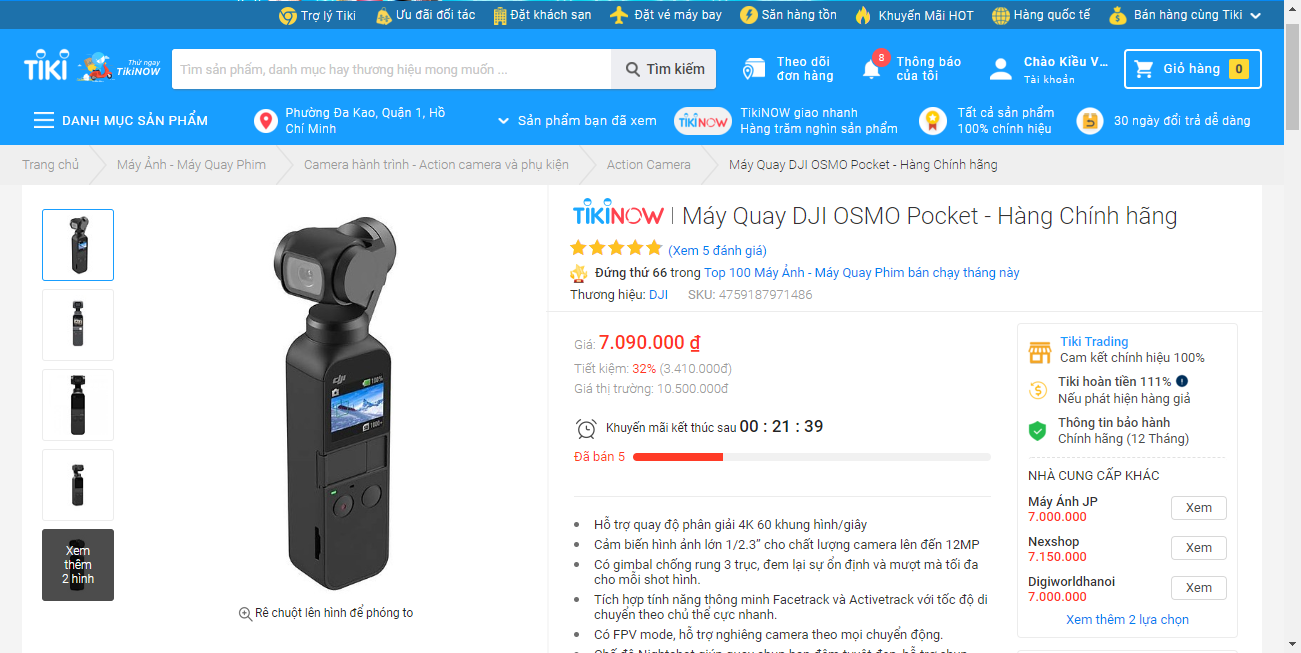 Trợ lý Tiki
Ưu đãi đối tác
Đặt khách sạn
Đặt vé máy bay
Săn hàng tồn
Khuyến Mãi HOT
Hàng quốc tế
Bán hàng cùng Tiki
TIKI
Thử ngay
TikiNOW
Tìm sản phẩm, danh mục hay thương hiệu mong muốn ...
Tìm kiếm
Theo dõi
đơn hàng
8
Thông báo
của tôi
Chào Kiều V...
Tài khoản
Giỏ hàng 0
DANH MỤC SẢN PHẨM
Phường Đa Kao, Quận 1, Hồ
Chí Minh
Sản phẩm bạn đã xem
TIKINOW
TikiNOW giao nhanh
Hàng trăm nghìn sản phẩm
Tất cả sản phẩm
100% chính hiệu
30 ngày đổi trả dễ dàng
Trang chủ
Máy Ảnh - Máy Quay Phim
Camera hành trình - Action camera và phụ kiện
Action Camera
Máy Quay DJI OSMO Pocket - Hàng Chính hãng
TIKINOW | Máy Quay DJI OSMO Pocket - Hàng Chính hãng
(Xem 5 đánh giá)
Đứng thứ 66 trong Top 100 Máy Ảnh - Máy Quay Phim bán chạy tháng này
Thương hiệu: DJI SKU: 4759187971486
Giá: 7.090.000 ₫
Tiết kiệm: 32% (3.410.000đ)
Giá thị trường: 10.500.000đ
Khuyến mãi kết thúc sau 00 : 21 : 39
Đã bán 5
Hỗ trợ quay độ phân giải 4K 60 khung hình/giây
Cảm biến hình ảnh lớn 1/2.3” cho chất lượng camera lên đến 12MP
Có gimbal chống rung 3 trục, đem lại sự ổn định và mượt mà tối đa
cho mỗi shot hình.
Tích hợp tính năng thông minh Facetrack và Activetrack với tốc độ di
chuyển theo chủ thể cực nhanh.
Có FPV mode, hỗ trợ nghiêng camera theo mọi chuyển động.
Tiki Trading
Cam kết chính hiệu 100%
Tiki hoàn tiền 111%
Nếu phát hiện hàng giả
Thông tin bảo hành
Chính hãng (12 Tháng)
NHÀ CUNG CẤP KHÁC
Máy Ảnh JP
7.000.000
Xem
Nexshop
7.150.000
Xem
Digiworldhanoi
7.000.000
Xem
Xem thêm 2 lựa chọn
Xem
thêm
2 hình
dji
100%
Rê chuột lên hình để phóng to